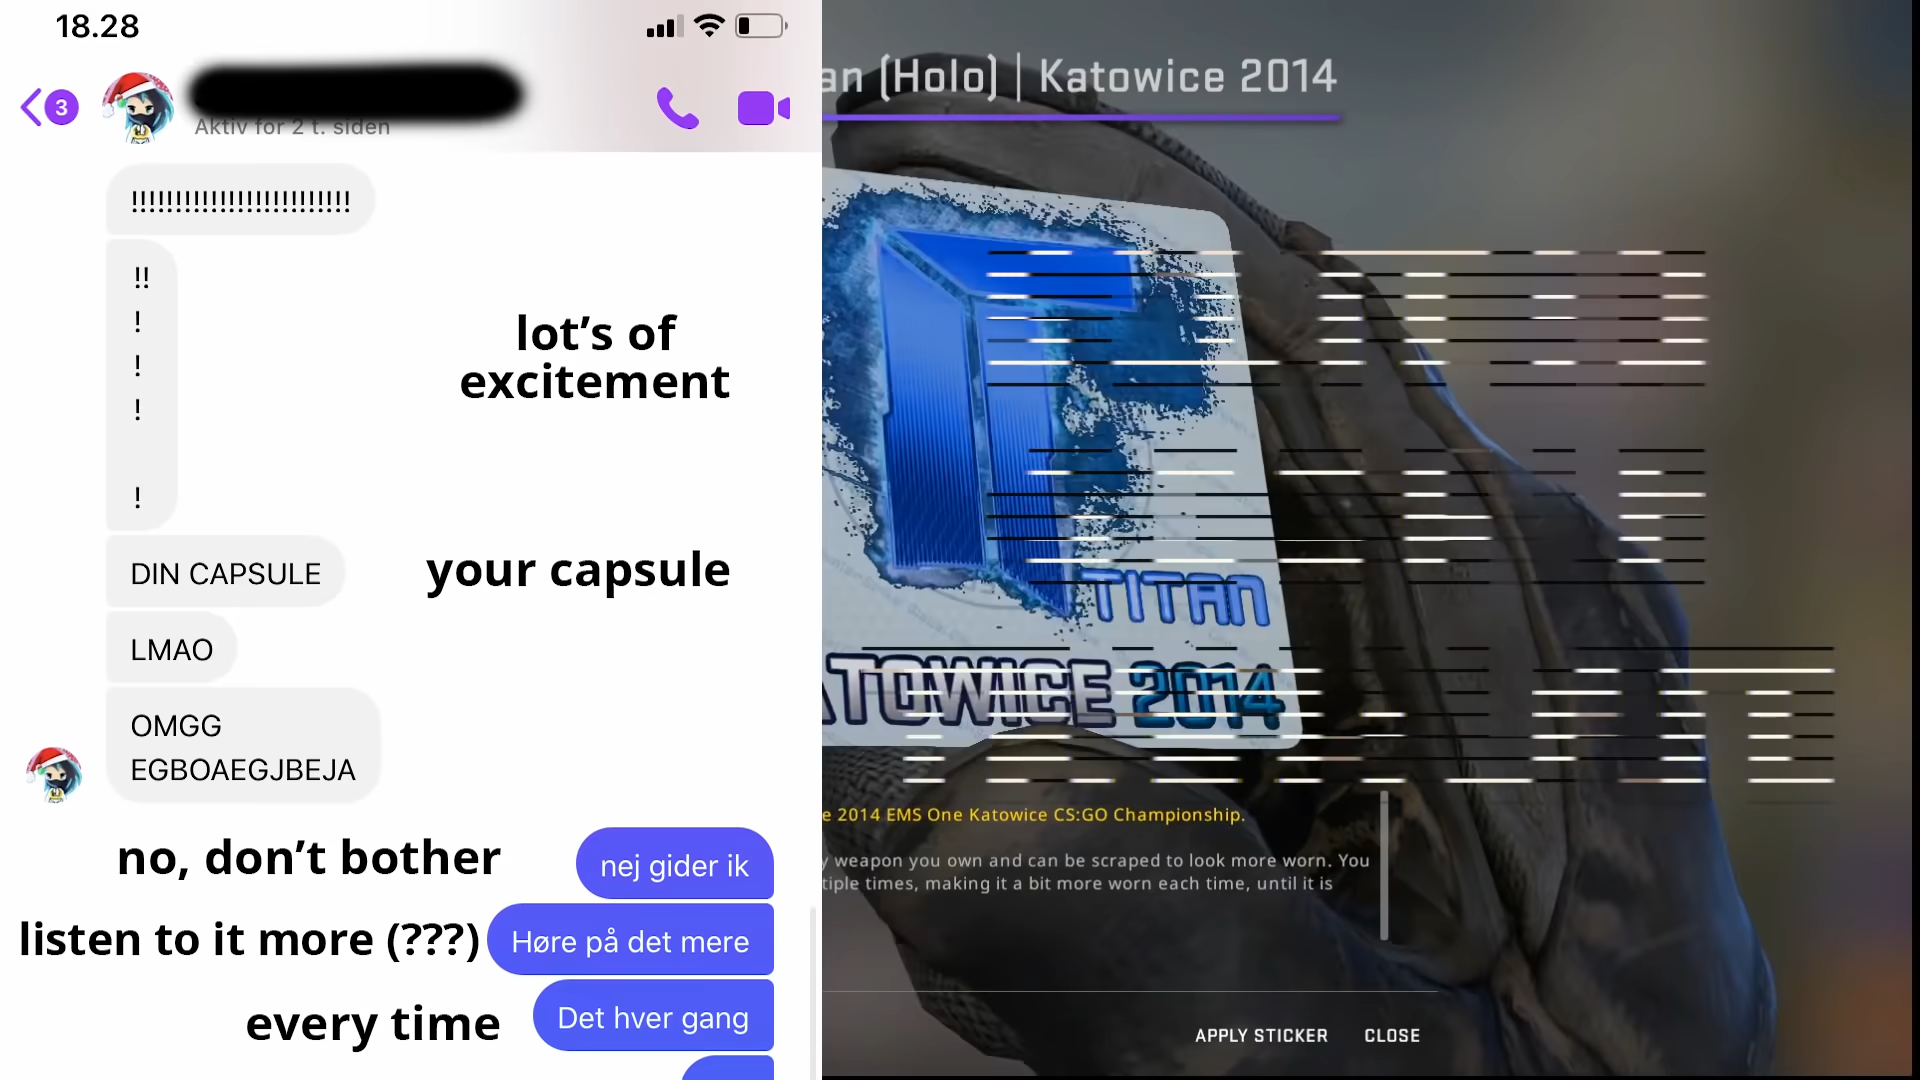 18.28
3
Aktiv for 2 t. siden
!!!!!!!!!!!!!!!!!!!!!!!!!
!!
!
!
!
!
lot’s of
excitement
DIN CAPSULE
your capsule
LMAO
OMGG
EGBOAEGJBEJA
no, don’t bother
nej gider ik
listen to it more (???)
Høre på det mere
every time
Det hver gang
an (Holo) | Katowice 2014
TITAN
ATOWICE 2014
e 2014 EMS One Katowice CS:GO Championship.
y weapon you own and can be scraped to look more worn. You
tiple times, making it a bit more worn each time, until it is
APPLY STICKER
CLOSE